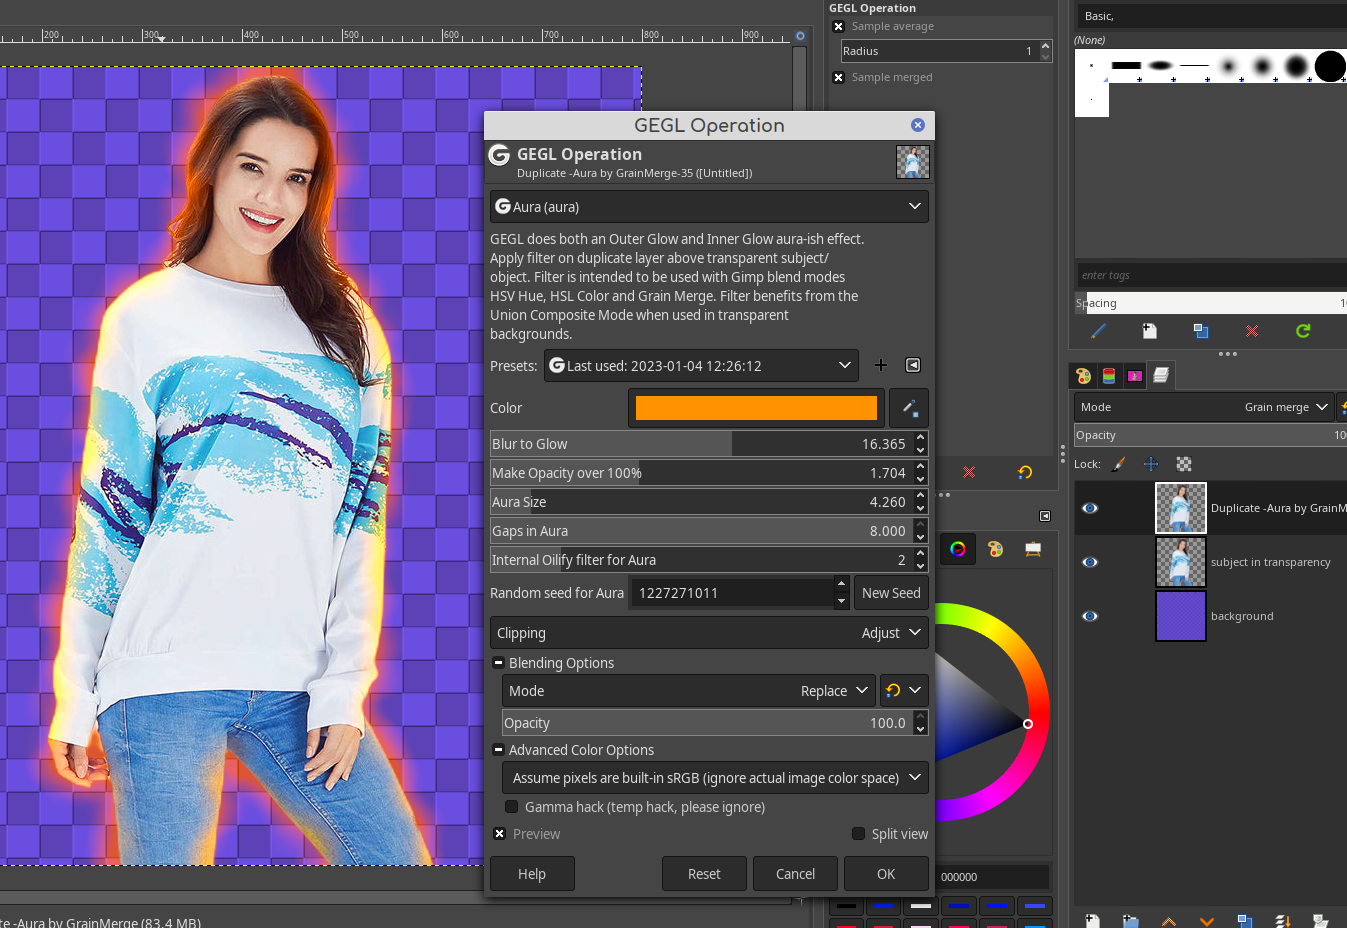 GEGL Operation
Sample average
Radius 1
Sample merged
200 300 400 500 600 700 800 900
Basic,
(None)
enter tags
Spacing
Mode Grain merge
Opacity 10
Lock:
Duplicate -Aura by GrainM
subject in transparency
background
GEGL Operation
GEGL Operation
Duplicate -Aura by GrainMerge-35 ([Untitled])
Aura (aura)
GEGL does both an Outer Glow and Inner Glow aura-ish effect.
Apply filter on duplicate layer above transparent subject/
object. Filter is intended to be used with Gimp blend modes
HSV Hue, HSL Color and Grain Merge. Filter benefits from the
Union Composite Mode when used in transparent
backgrounds.
Presets: Last used: 2023-01-04 12:26:12
Color
Blur to Glow 16.365
Make Opacity over 100% 1.704
Aura Size 4.260
Gaps in Aura 8.000
Internal Oilify filter for Aura 2
Random seed for Aura 1227271011 New Seed
Clipping Adjust
Blending Options
Mode Replace
Opacity 100.0
Advanced Color Options
Assume pixels are built-in sRGB (ignore actual image color space)
Gamma hack (temp hack, please ignore)
Preview Split view
Help Reset Cancel OK
000000
te -Aura by GrainMerge (83.4 MB)